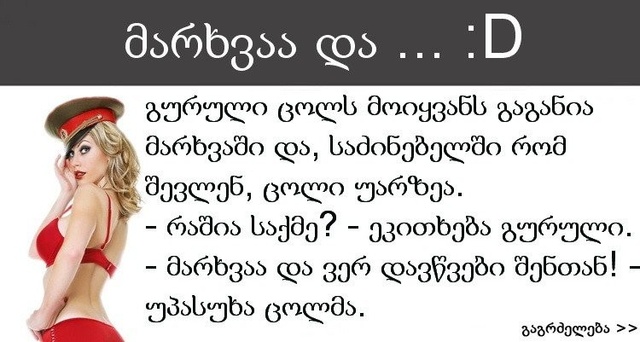 მარხვაა და ... :D
გურული ცოლს მოიყვანს გაგანია
მარხვაში და, საძინებელში რომ
შევლენ, ცოლი უარზეა.
- რაშია საქმე? - ეკითხება გურული.
- მარხვაა და ვერ დავწვები შენთან! -
უპასუხა ცოლმა.
გაგრძელება >>